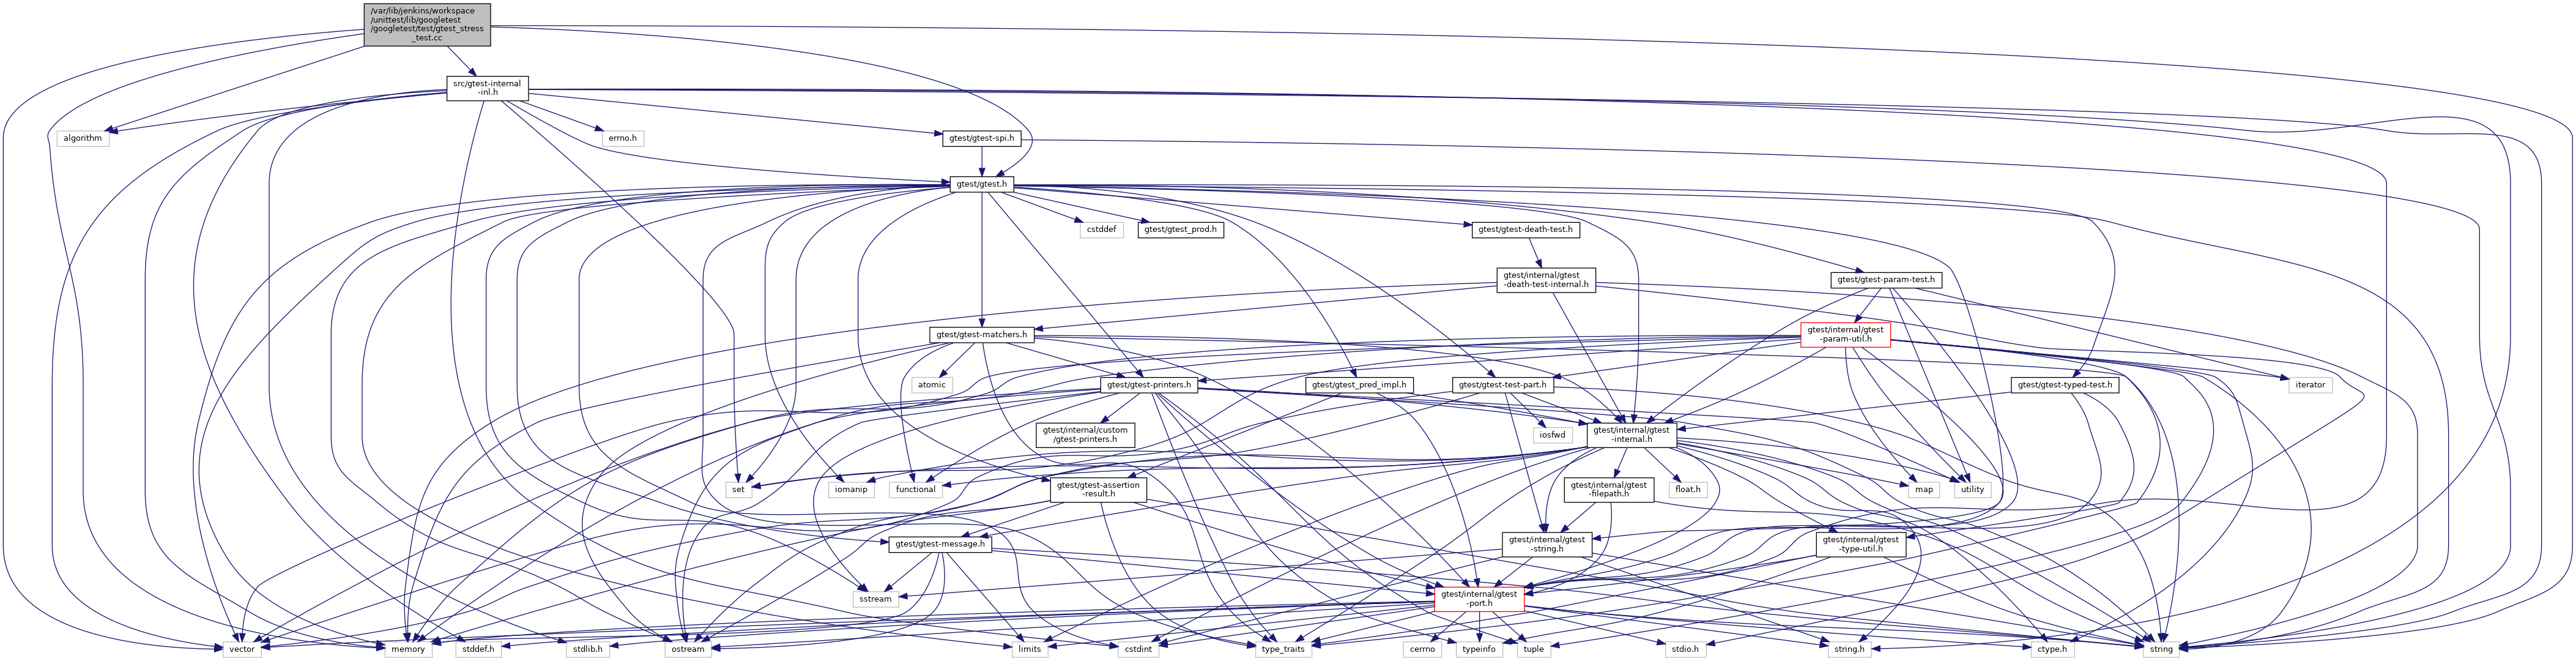 /var/lib/jenkins/workspace
/unittest/lib/googletest
/googletest/test/gtest_stress
_test.cc
src/gtest-internal
-inl.h
algorithm
errno.h
gtest/gtest-spi.h
gtest/gtest.h
cstddef
gtest/gtest_prod.h
gtest/gtest-death-test.h
gtest/internal/gtest
-death-test-internal.h
gtest/gtest-param-test.h
gtest/gtest-matchers.h
gtest/internal/gtest
-param-util.h
atomic
gtest/gtest-printers.h
gtest/gtest_pred_impl.h
gtest/gtest-test-part.h
gtest/gtest-typed-test.h
iterator
gtest/internal/custom
/gtest-printers.h
iosfwd
gtest/internal/gtest
-internal.h
set
iomanip
functional
gtest/gtest-assertion
-result.h
gtest/internal/gtest
-filepath.h
float.h
map
utility
gtest/gtest-message.h
gtest/internal/gtest
-string.h
gtest/internal/gtest
-type-util.h
sstream
gtest/internal/gtest
-port.h
vector
memory
stddef.h
stdlib.h
ostream
limits
cstdint
type_traits
cerrno
typeinfo
tuple
stdio.h
string.h
ctype.h
string